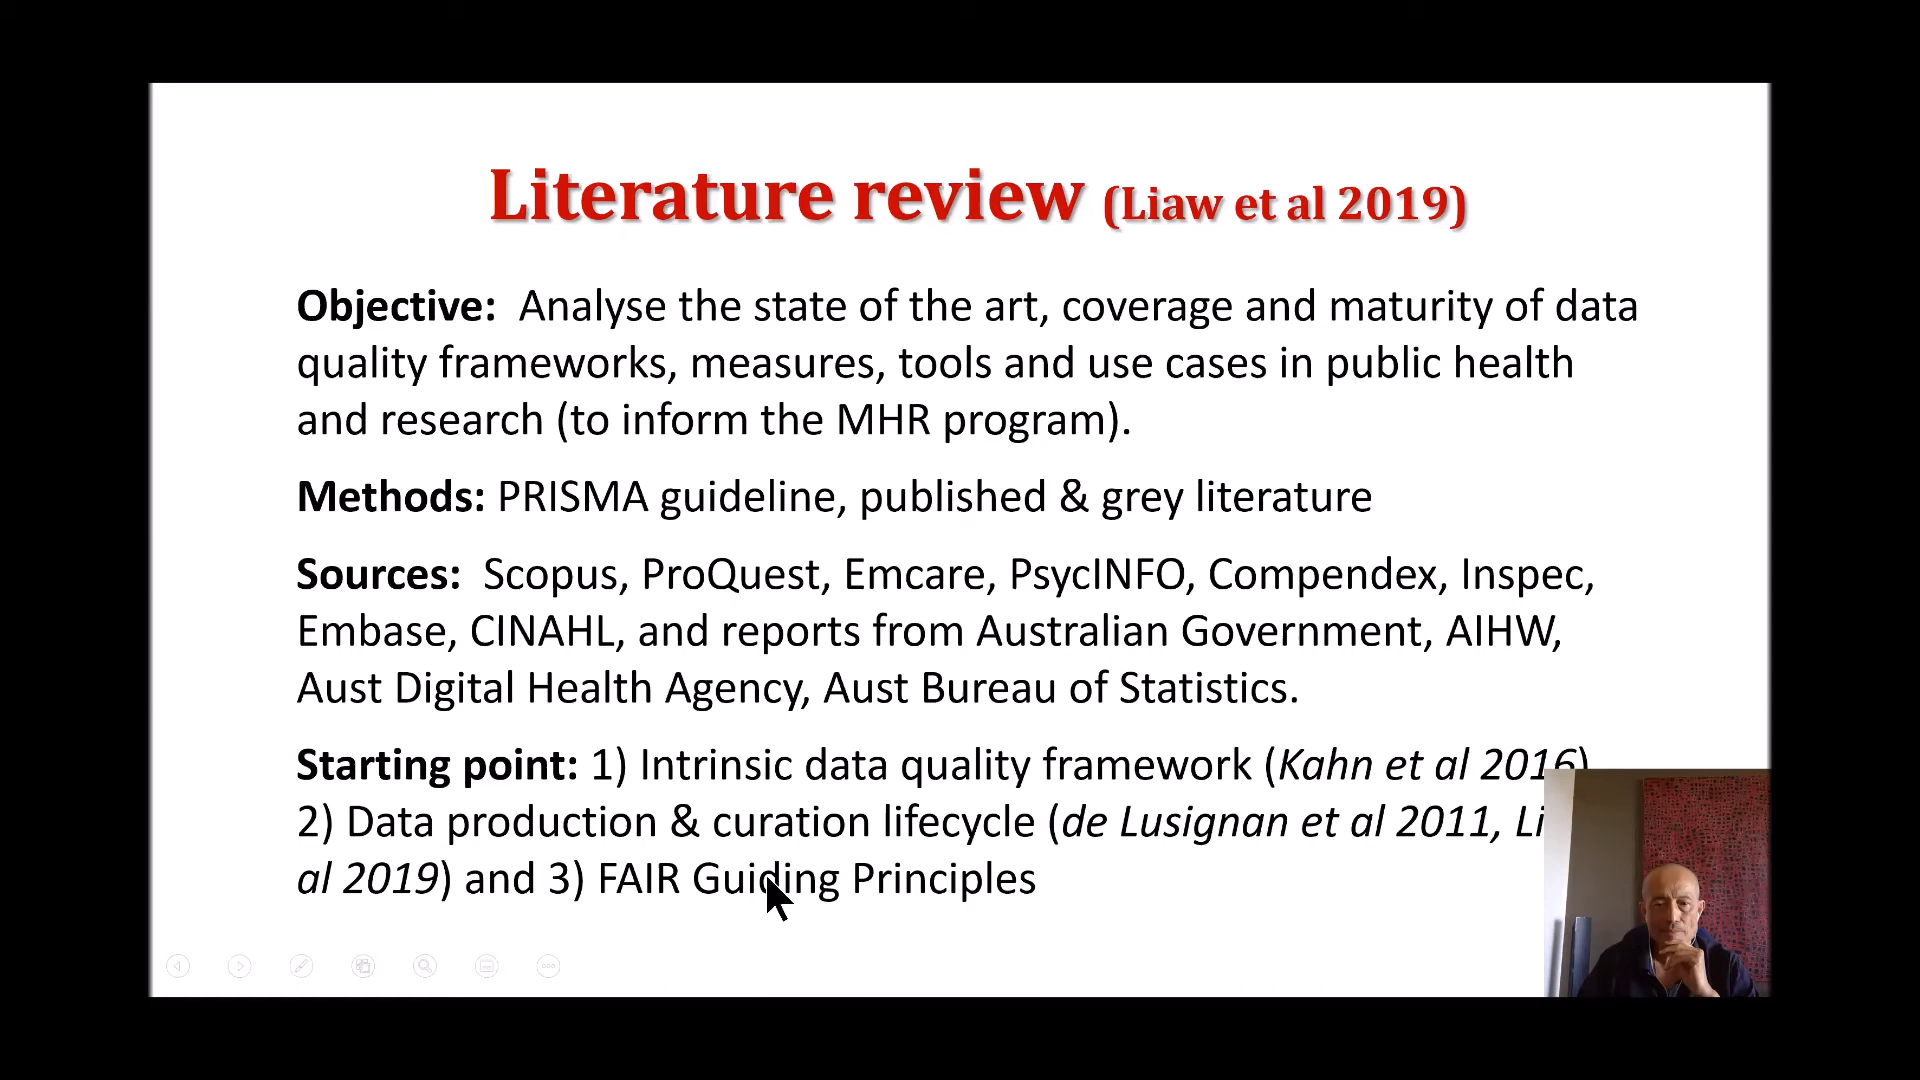 Literature review (Liaw et al 2019)
Objective: Analyse the state of the art, coverage and maturity of data
quality frameworks, measures, tools and use cases in public health
and research (to inform the MHR program).
Methods: PRISMA guideline, published & grey literature
Sources: Scopus, ProQuest, Emcare, PsycINFO, Compendex, Inspec,
Embase, CINAHL, and reports from Australian Government, AIHW,
Aust Digital Health Agency, Aust Bureau of Statistics.
Starting point: 1) Intrinsic data quality framework (Kahn et al 2016)
2) Data production & curation lifecycle (de Lusignan et al 2011,
al 2019) and 3) FAIR Guiding Principles